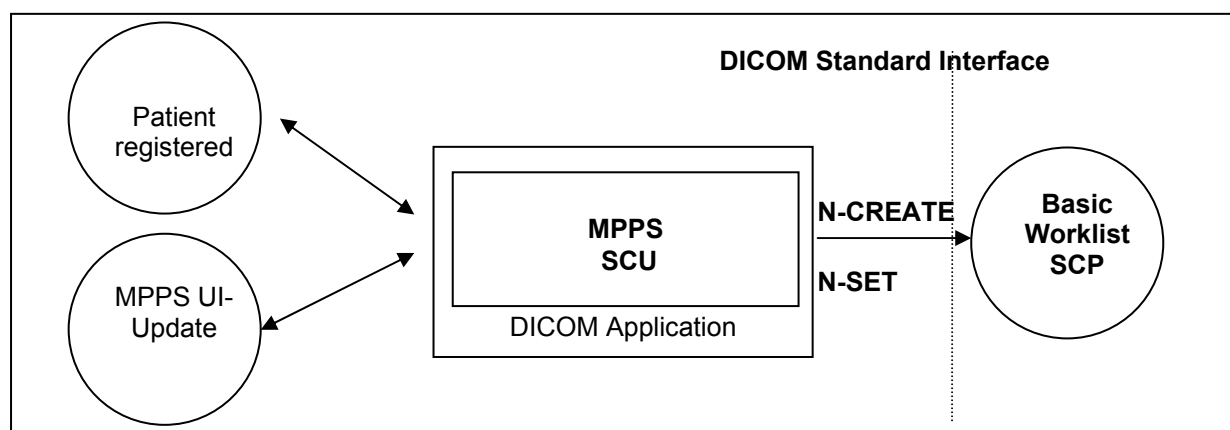 DICOM Standard Interface
Patient
registered
MPPS UI-
Update
MPPS
SCU
DICOM Application
N-CREATE
N-SET
Basic
Worklist
SCP